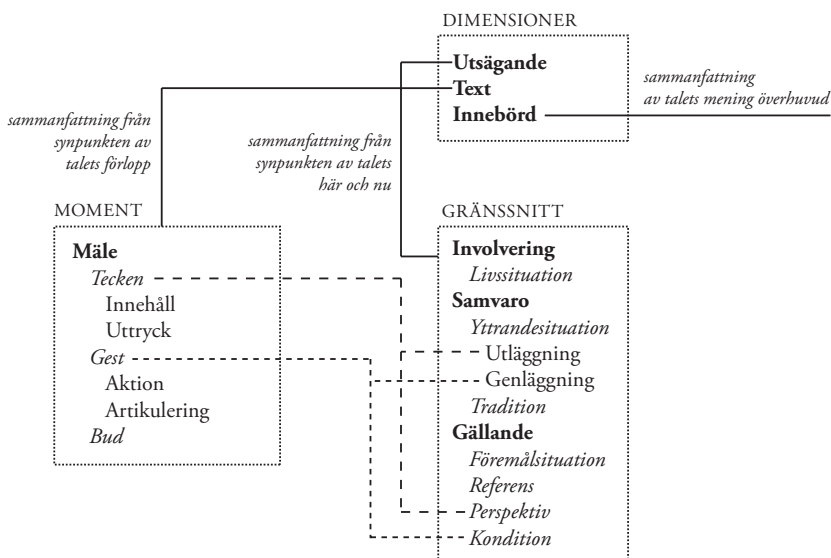 DIMENSIONER
Utsägande
Text
Innebörd
sammanfattning
av talets mening överhuvud
sammanfattning från
synpunkten av
talets förlopp
sammanfattning från
synpunkten av talets
här och nu
MOMENT
Mäle
Tecken
Innehåll
Uttryck
Gest
Aktion
Artikulering
Bud
GRÄNSSNITT
Involvering
Livssituation
Samvaro
Yttrandesituation
Utläggning
Genläggning
Tradition
Gällande
Föremålsituation
Referens
Perspektiv
Kondition